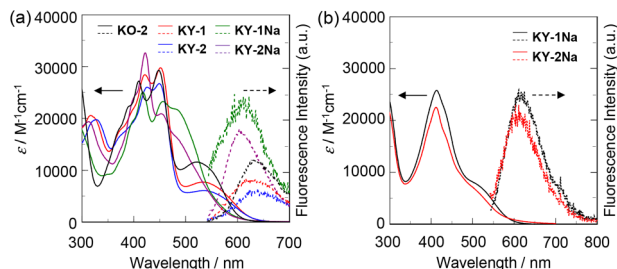 (a)
KO-2 KY-1 KY-1Na
KY-2 KY-2Na
40000
30000
20000
10000
0
ε / M⁻¹cm⁻¹
300 400 500 600 700
Wavelength / nm
Fluorescence Intensity (a.u.)
(b)
KY-1Na
KY-2Na
40000
30000
20000
10000
0
ε / M⁻¹cm⁻¹
300 400 500 600 700 800
Wavelength / nm
Fluorescence Intensity (a.u.)